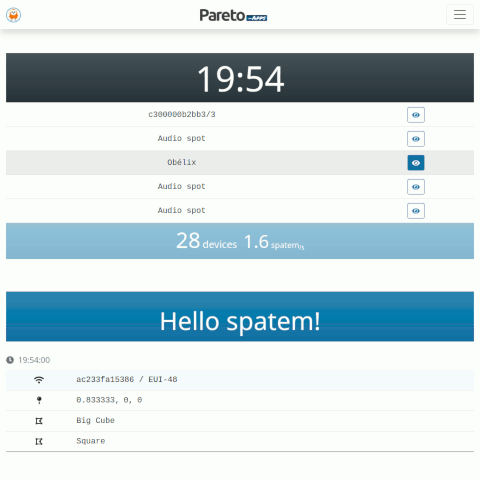 Pareto
19:54
c300000b2bb3/3
Audio spot
Obélix
Audio spot
Audio spot
28 devices 1.6 spatem/s
Hello spatem!
19:54:00
ac233fa15386 / EUI-48
0.833333, 0, 0
Big Cube
Square